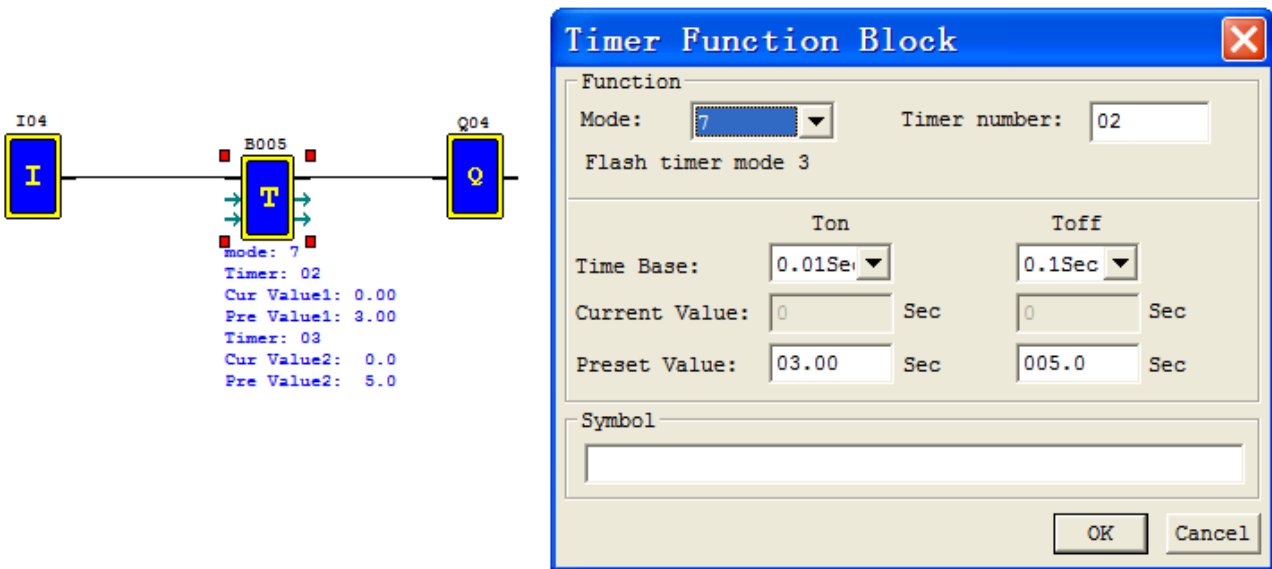 I04
I
B005
T
Q04
Q
mode: 7
Timer: 02
Cur Value1: 0.00
Pre Value1: 3.00
Timer: 03
Cur Value2: 0.0
Pre Value2: 5.0
Timer Function Block
Function
Mode: 7 Timer number: 02
Flash timer mode 3
Ton Toff
Time Base: 0.01Se 0.1Sec
Current Value: 0 Sec 0 Sec
Preset Value: 03.00 Sec 005.0 Sec
Symbol
OK Cancel